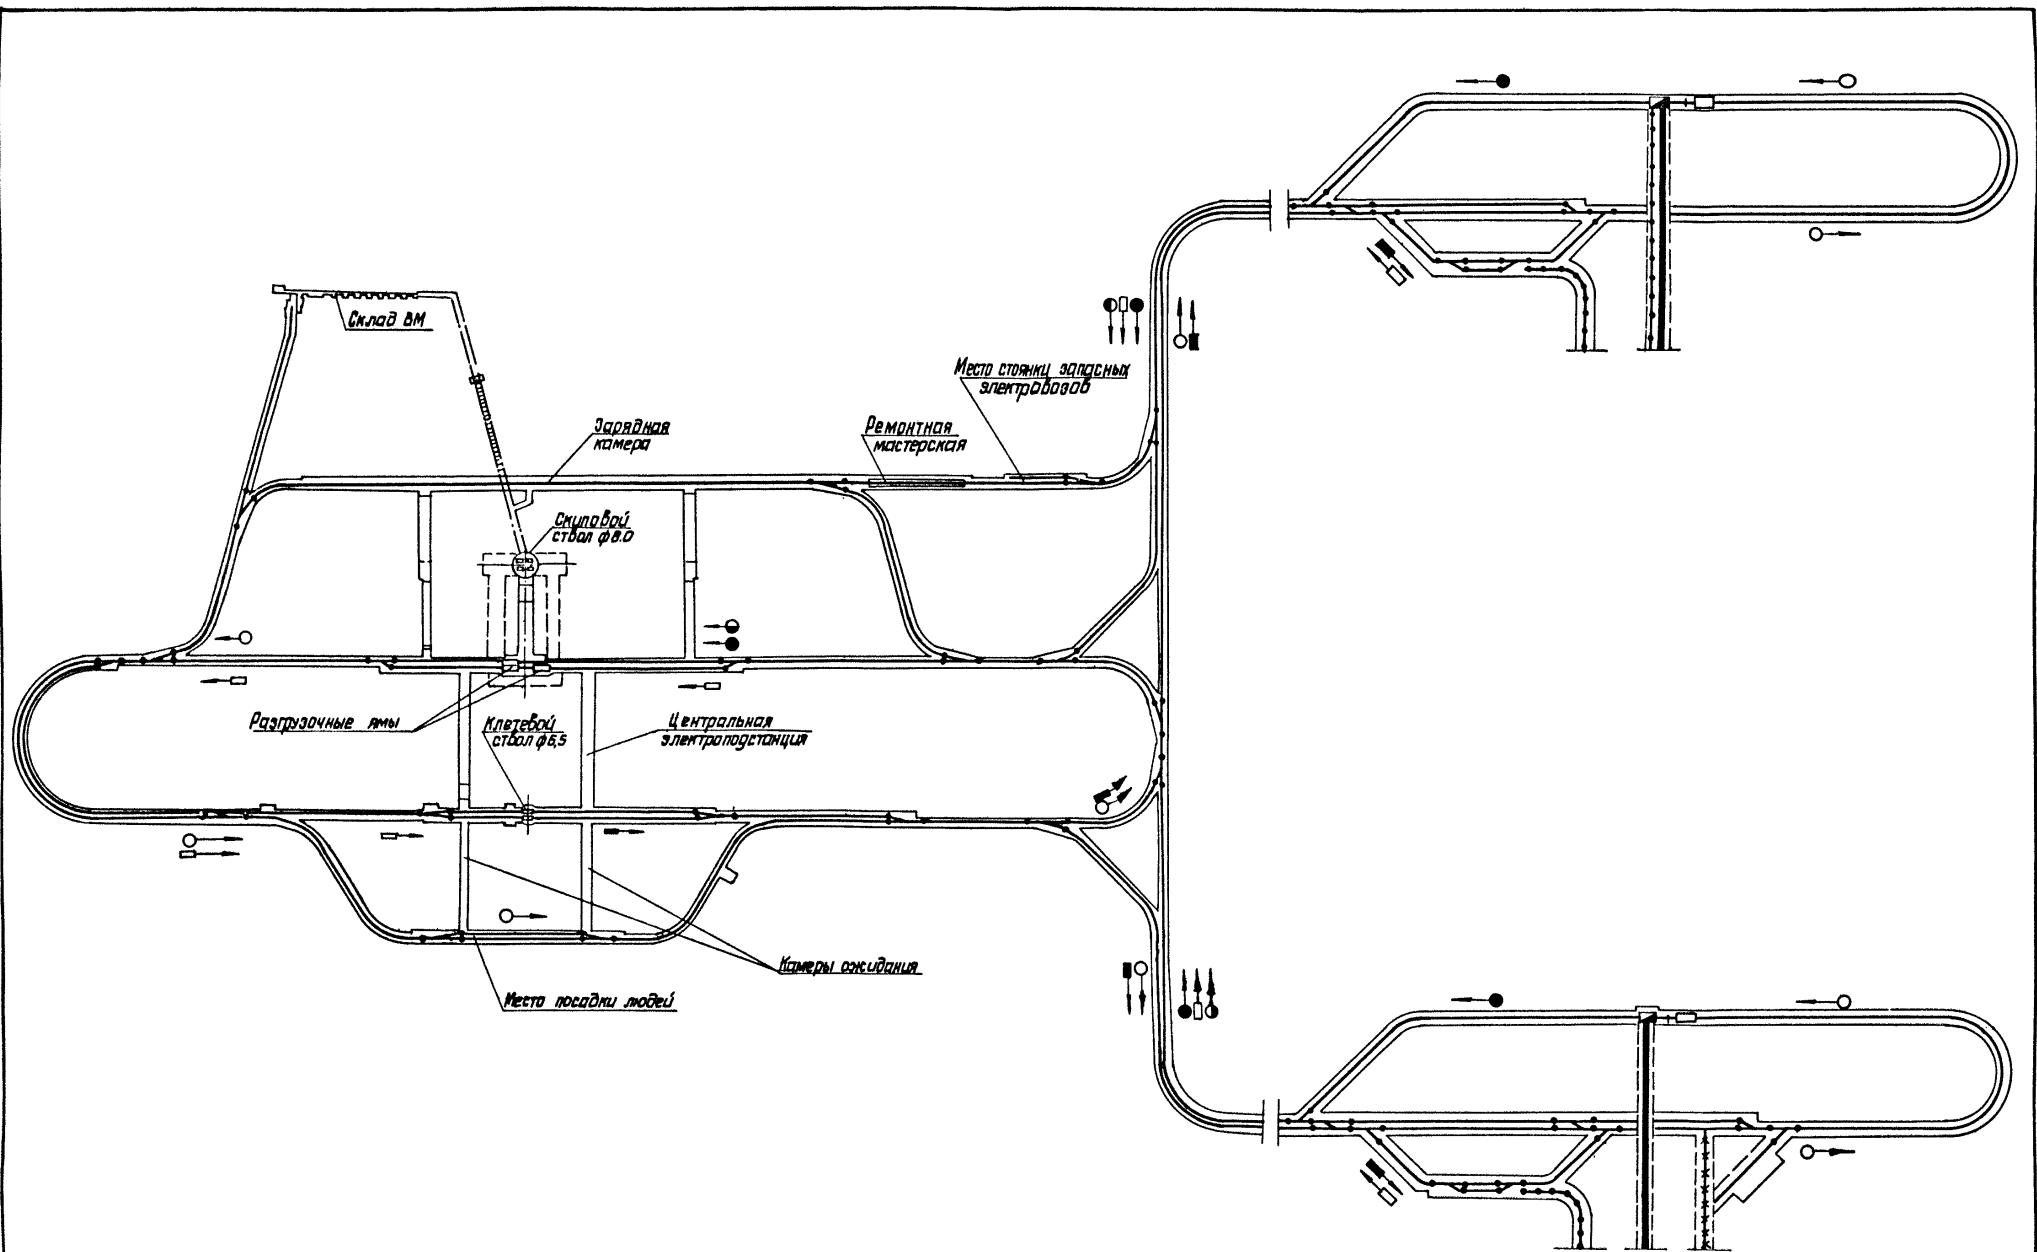 Склад ВМ
Место стоянки запасных
электровозов
Зарядная
камера
Ремонтная
мастерская
Скиповой
ствол ф8.0
Разгрузочные ямы
Клетевой
ствол ф6,5
Центральная
электроподстанция
Камеры ожидания
Место посадки людей